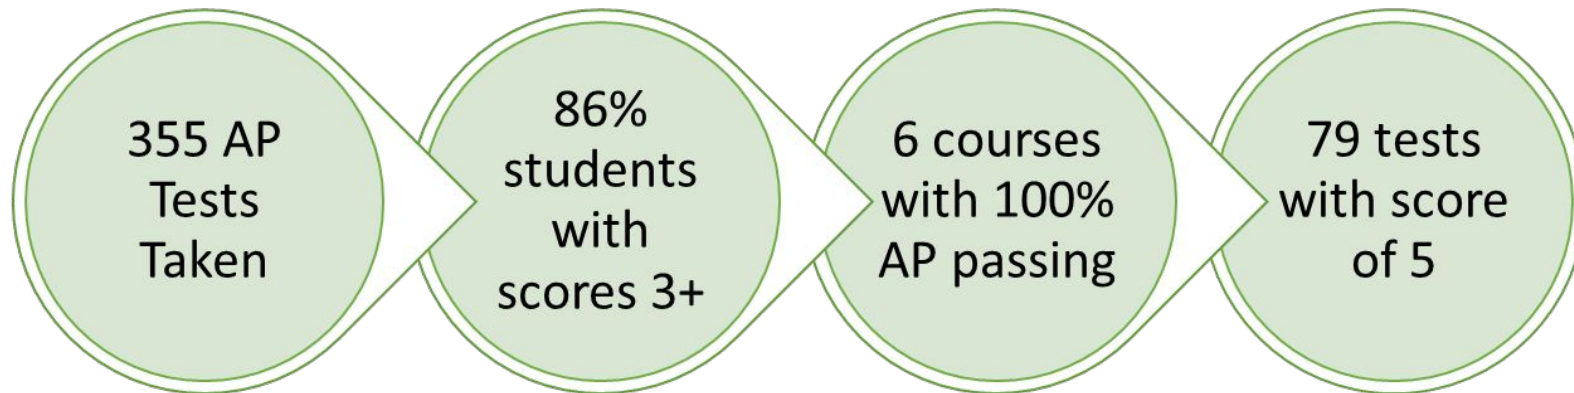 355 AP
Tests
Taken
86%
students
with
scores 3+
6 courses
with 100%
AP passing
79 tests
with score
of 5